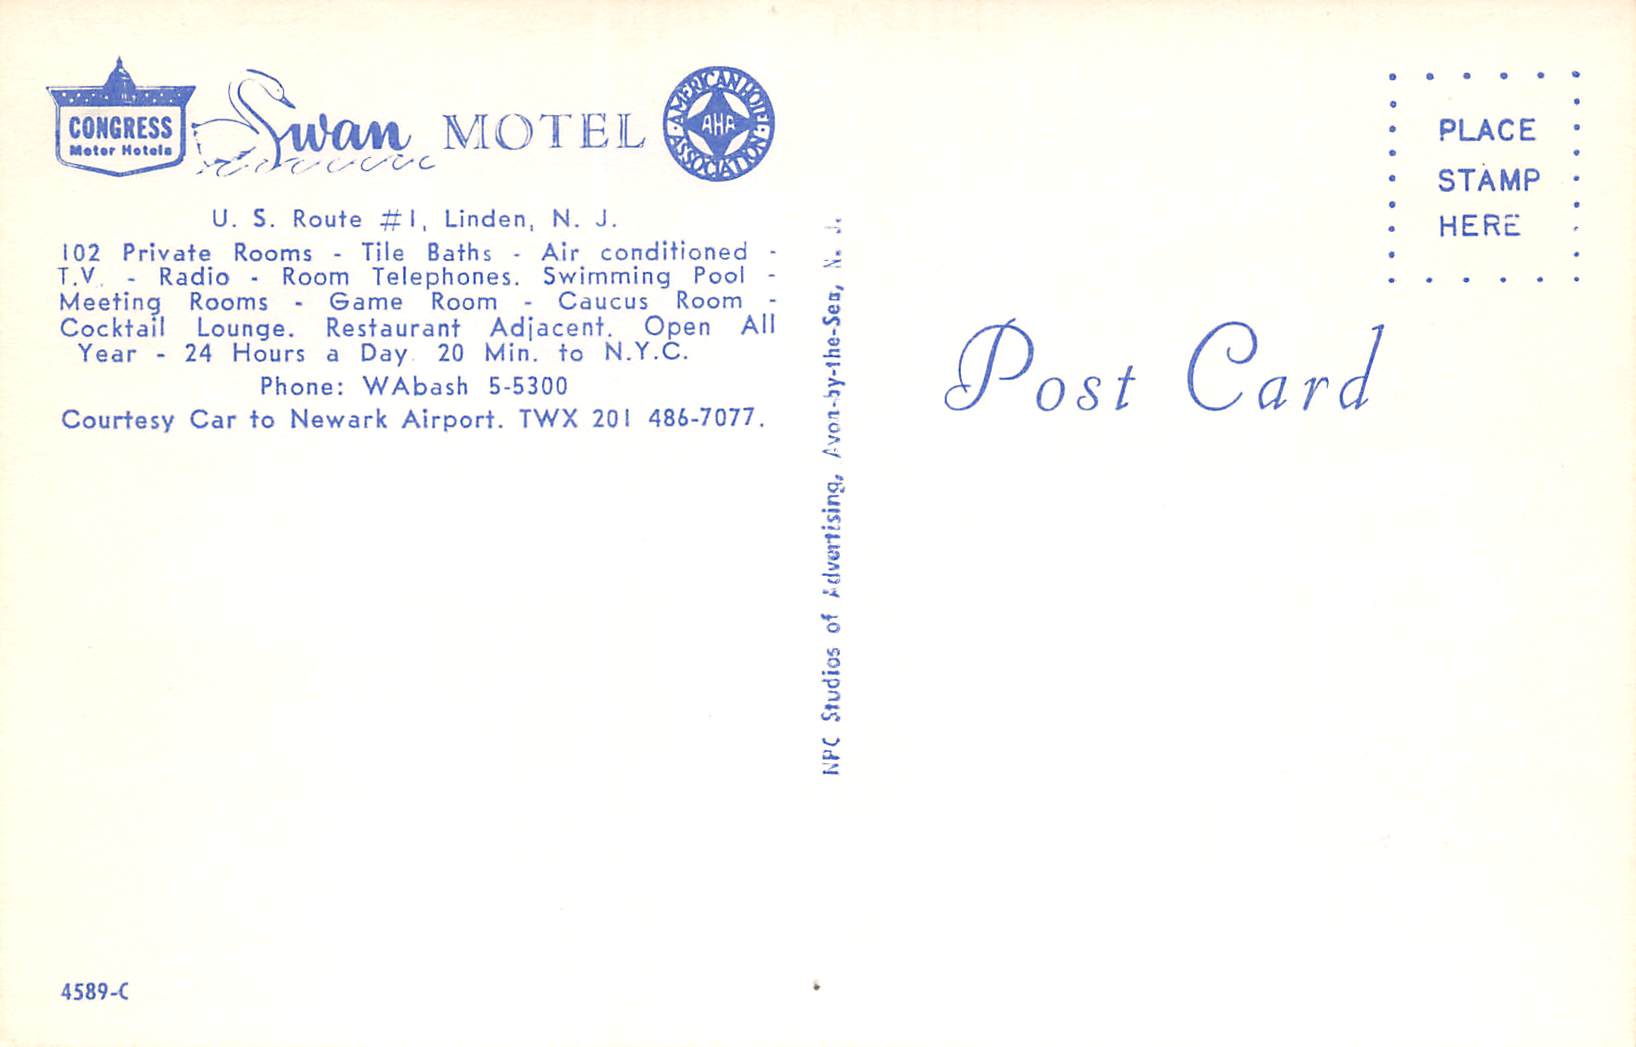 CONGRESS
Motor Hotels
Swan MOTEL
AMERICAN HOTEL ASSOCIATION
AHA
U. S. Route #1, Linden, N. J.
102 Private Rooms - Tile Baths - Air conditioned -
T.V. - Radio - Room Telephones. Swimming Pool -
Meeting Rooms - Game Room - Caucus Room -
Cocktail Lounge. Restaurant Adjacent. Open All
Year - 24 Hours a Day. 20 Min. to N.Y.C.
Phone: WAbash 5-5300
Courtesy Car to Newark Airport. TWX 201 486-7077.
4589-C
NPC Studios of Advertising, Avon-by-the-Sea, N. J.
PLACE
STAMP
HERE
Post Card